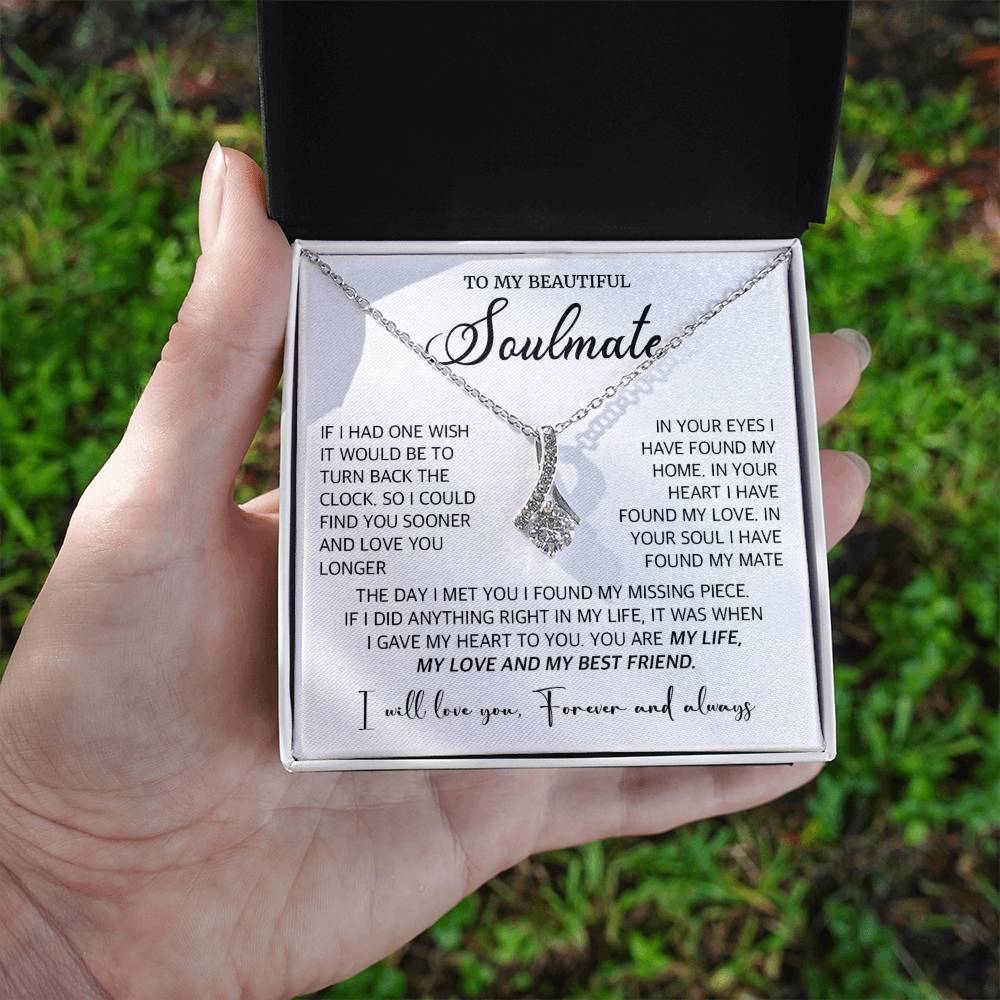 TO MY BEAUTIFUL
Soulmate
IF I HAD ONE WISH
IT WOULD BE TO
TURN BACK THE
CLOCK. SO I COULD
FIND YOU SOONER
AND LOVE YOU
LONGER
IN YOUR EYES I
HAVE FOUND MY
HOME. IN YOUR
HEART I HAVE
FOUND MY LOVE. IN
YOUR SOUL I HAVE
FOUND MY MATE
THE DAY I MET YOU I FOUND MY MISSING PIECE.
IF I DID ANYTHING RIGHT IN MY LIFE, IT WAS WHEN
I GAVE MY HEART TO YOU. YOU ARE MY LIFE,
MY LOVE AND MY BEST FRIEND.
I will love you, Forever and always